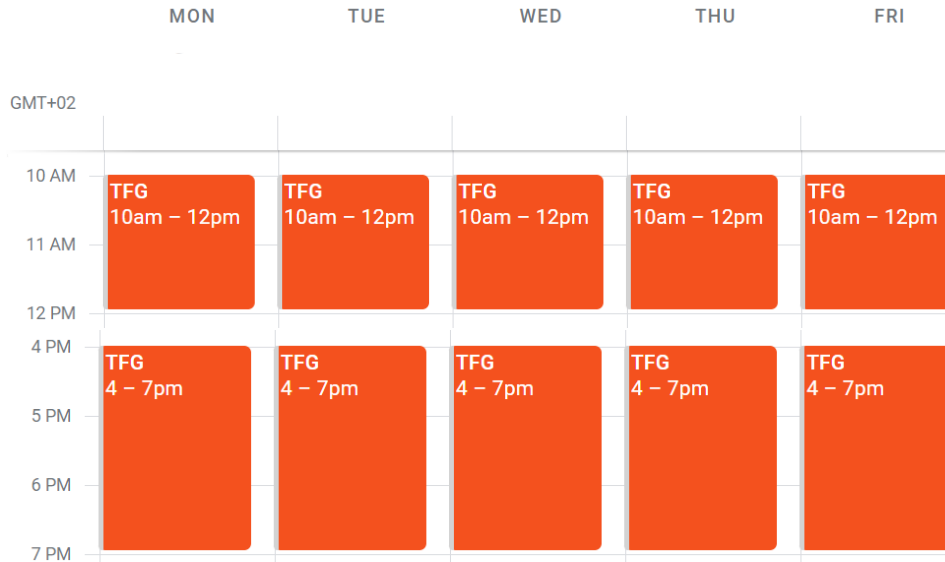 MON TUE WED THU FRI
GMT+02
10 AM
TFG TFG TFG TFG TFG
10am – 12pm 10am – 12pm 10am – 12pm 10am – 12pm 10am – 12pm
11 AM
12 PM
4 PM
TFG TFG TFG TFG TFG
4 – 7pm 4 – 7pm 4 – 7pm 4 – 7pm 4 – 7pm
5 PM
6 PM
7 PM